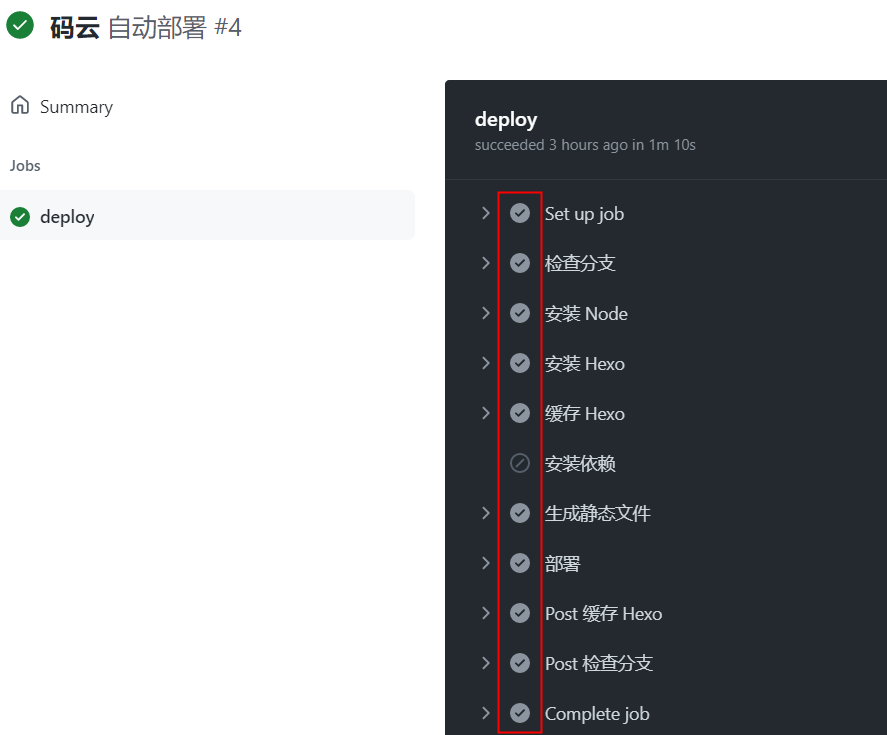 码云 自动部署 #4
Summary
Jobs
deploy
deploy
succeeded 3 hours ago in 1m 10s
Set up job
检查分支
安装 Node
安装 Hexo
缓存 Hexo
安装依赖
生成静态文件
部署
Post 缓存 Hexo
Post 检查分支
Complete job